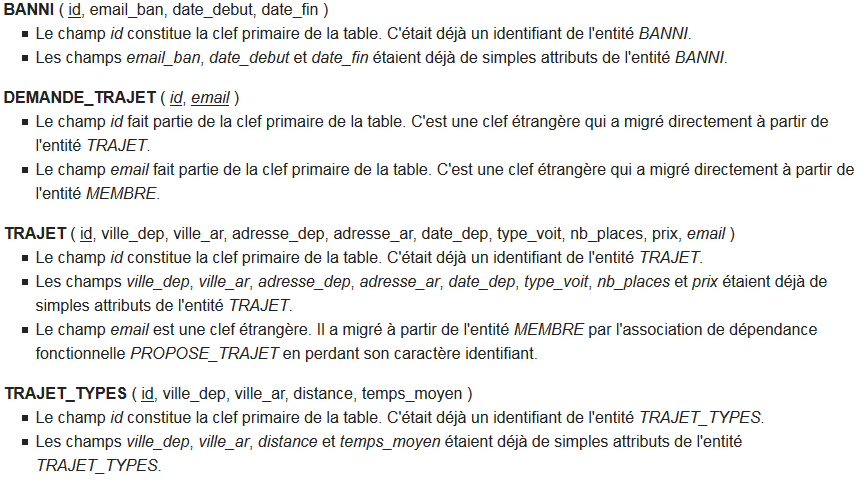 BANNI ( id, email_ban, date_debut, date_fin )
▪ Le champ id constitue la clef primaire de la table. C'était déjà un identifiant de l'entité BANNI.
▪ Les champs email_ban, date_debut et date_fin étaient déjà de simples attributs de l'entité BANNI.
DEMANDE_TRAJET ( id, email )
▪ Le champ id fait partie de la clef primaire de la table. C'est une clef étrangère qui a migré directement à partir de
l'entité TRAJET.
▪ Le champ email fait partie de la clef primaire de la table. C'est une clef étrangère qui a migré directement à partir de
l'entité MEMBRE.
TRAJET ( id, ville_dep, ville_ar, adresse_dep, adresse_ar, date_dep, type_voit, nb_places, prix, email )
▪ Le champ id constitue la clef primaire de la table. C'était déjà un identifiant de l'entité TRAJET.
▪ Les champs ville_dep, ville_ar, adresse_dep, adresse_ar, date_dep, type_voit, nb_places et prix étaient déjà de
simples attributs de l'entité TRAJET.
▪ Le champ email est une clef étrangère. Il a migré à partir de l'entité MEMBRE par l'association de dépendance
fonctionnelle PROPOSE_TRAJET en perdant son caractère identifiant.
TRAJET_TYPES ( id, ville_dep, ville_ar, distance, temps_moyen )
▪ Le champ id constitue la clef primaire de la table. C'était déjà un identifiant de l'entité TRAJET_TYPES.
▪ Les champs ville_dep, ville_ar, distance et temps_moyen étaient déjà de simples attributs de l'entité
TRAJET_TYPES.